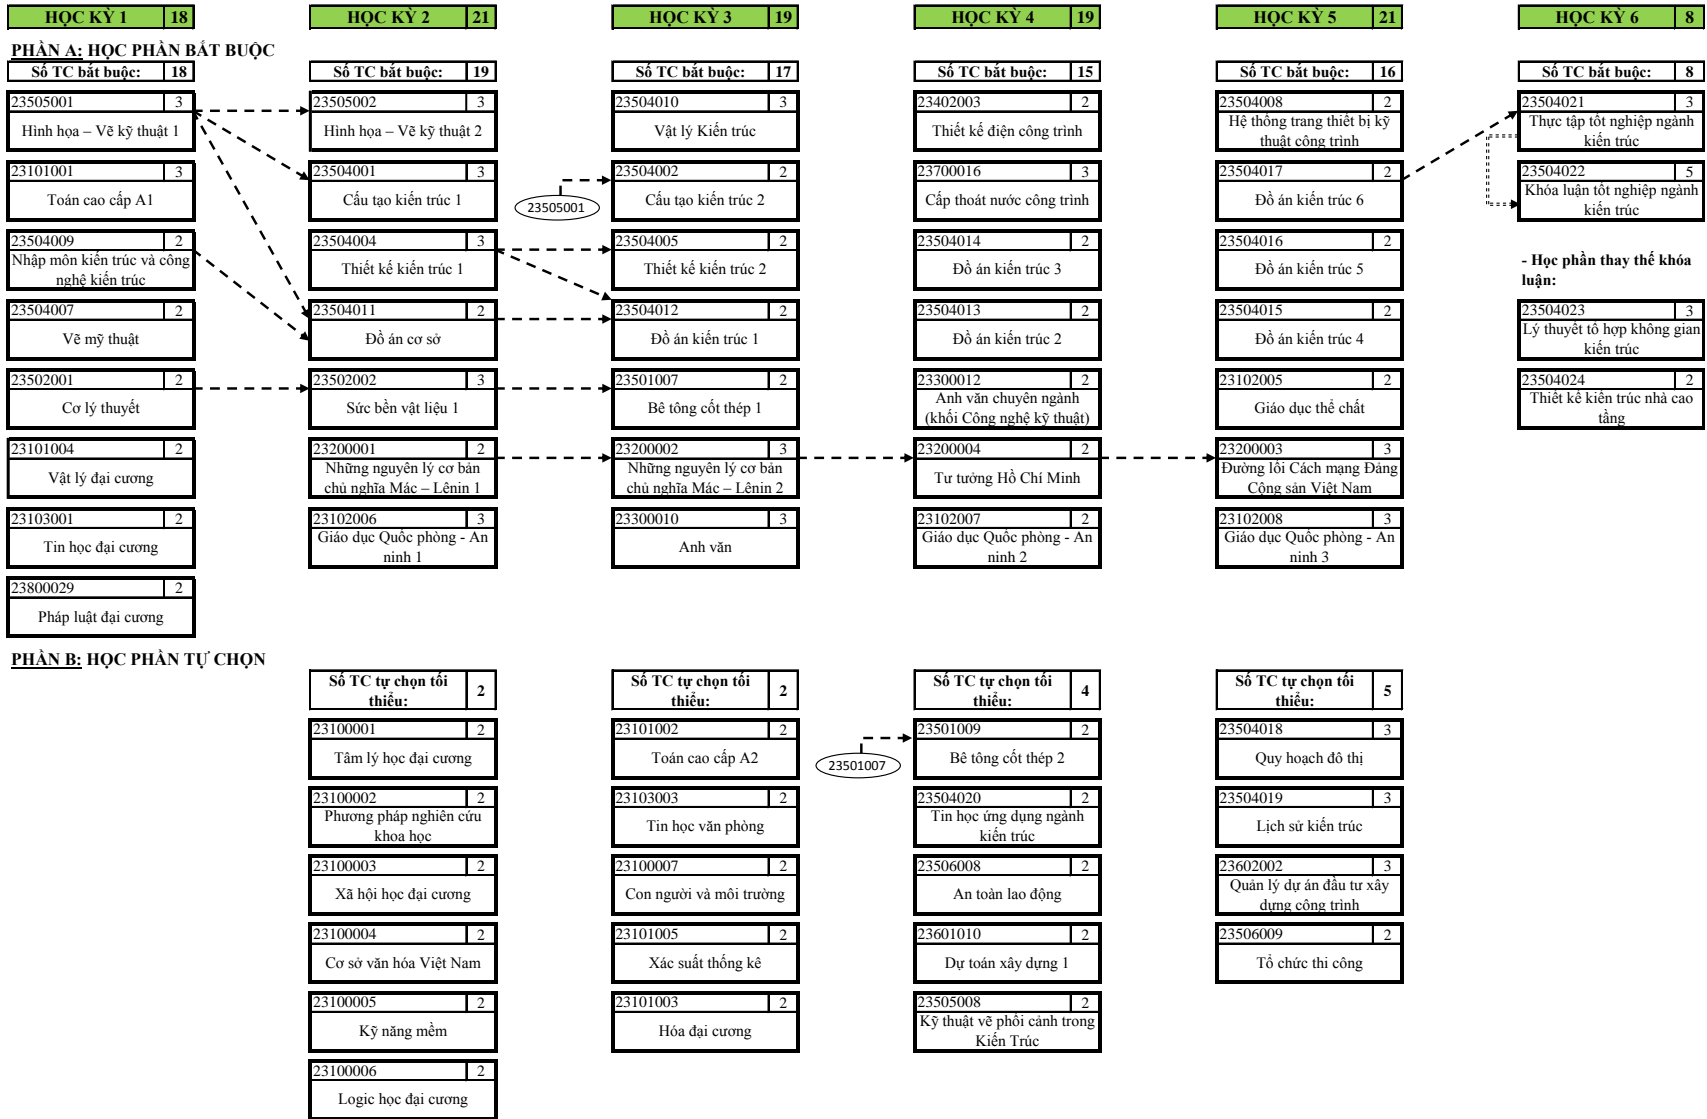 HỌC KỲ 1 18
HỌC KỲ 2 21
HỌC KỲ 3 19
HỌC KỲ 4 19
HỌC KỲ 5 21
HỌC KỲ 6 8
PHẦN A: HỌC PHẦN BẮT BUỘC
Số TC bắt buộc: 18
23505001 3
Hình họa – Vẽ kỹ thuật 1
23101001 3
Toán cao cấp A1
23504009 2
Nhập môn kiến trúc và công
nghệ kiến trúc
23504007 2
Vẽ mỹ thuật
23502001 2
Cơ lý thuyết
23101004 2
Vật lý đại cương
23103001 2
Tin học đại cương
23800029 2
Pháp luật đại cương
Số TC bắt buộc: 19
23505002 3
Hình họa – Vẽ kỹ thuật 2
23504001 3
Cấu tạo kiến trúc 1
23504004 3
Thiết kế kiến trúc 1
23504011 2
Đồ án cơ sở
23502002 3
Sức bền vật liệu 1
23200001 2
Những nguyên lý cơ bản
chủ nghĩa Mác – Lênin 1
23102006 3
Giáo dục Quốc phòng - An
ninh 1
Số TC bắt buộc: 17
23504010 3
Vật lý Kiến trúc
23505001
23504002 2
Cấu tạo kiến trúc 2
23504005 2
Thiết kế kiến trúc 2
23504012 2
Đồ án kiến trúc 1
23501007 2
Bê tông cốt thép 1
23200002 3
Những nguyên lý cơ bản
chủ nghĩa Mác – Lênin 2
23300010 3
Anh văn
Số TC bắt buộc: 15
23402003 2
Thiết kế điện công trình
23700016 3
Cấp thoát nước công trình
23504014 2
Đồ án kiến trúc 3
23504013 2
Đồ án kiến trúc 2
23300012 2
Anh văn chuyên ngành
(khối Công nghệ kỹ thuật)
23200004 2
Tư tưởng Hồ Chí Minh
23102007 2
Giáo dục Quốc phòng - An
ninh 2
Số TC bắt buộc: 16
23504008 2
Hệ thống trang thiết bị kỹ
thuật công trình
23504017 2
Đồ án kiến trúc 6
23504016 2
Đồ án kiến trúc 5
23504015 2
Đồ án kiến trúc 4
23102005 2
Giáo dục thể chất
23200003 3
Đường lối Cách mạng Đảng
Cộng sản Việt Nam
23102008 3
Giáo dục Quốc phòng - An
ninh 3
Số TC bắt buộc: 8
23504021 3
Thực tập tốt nghiệp ngành
kiến trúc
23504022 5
Khóa luận tốt nghiệp ngành
kiến trúc
- Học phần thay thế khóa
luận:
23504023 3
Lý thuyết tổ hợp không gian
kiến trúc
23504024 2
Thiết kế kiến trúc nhà cao
tầng
PHẦN B: HỌC PHẦN TỰ CHỌN
Số TC tự chọn tối
thiểu: 2
23100001 2
Tâm lý học đại cương
23100002 2
Phương pháp nghiên cứu
khoa học
23100003 2
Xã hội học đại cương
23100004 2
Cơ sở văn hóa Việt Nam
23100005 2
Kỹ năng mềm
23100006 2
Logic học đại cương
Số TC tự chọn tối
thiểu: 2
23101002 2
Toán cao cấp A2
23103003 2
Tin học văn phòng
23100007 2
Con người và môi trường
23101005 2
Xác suất thống kê
23101003 2
Hóa đại cương
Số TC tự chọn tối
thiểu: 4
23501007
23501009 2
Bê tông cốt thép 2
23504020 2
Tin học ứng dụng ngành
kiến trúc
23506008 2
An toàn lao động
23601010 2
Dự toán xây dựng 1
23505008 2
Kỹ thuật vẽ phối cảnh trong
Kiến Trúc
Số TC tự chọn tối
thiểu: 5
23504018 3
Quy hoạch đô thị
23504019 3
Lịch sử kiến trúc
23602002 3
Quản lý dự án đầu tư xây
dựng công trình
23506009 2
Tổ chức thi công